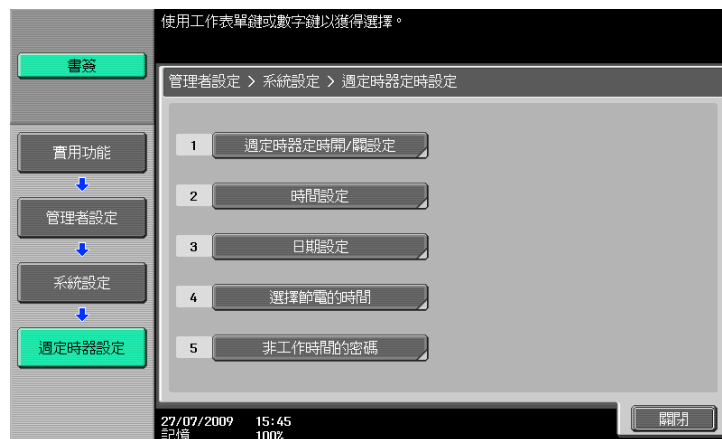 使用工作表單鍵或數字鍵以獲得選擇。
書簽
管理者設定 > 系統設定 > 週定時器定時設定
實用功能
管理者設定
系統設定
週定時器設定
1 週定時器定時開/關設定
2 時間設定
3 日期設定
4 選擇節電的時間
5 非工作時間的密碼
27/07/2009 15:45
記憶 100%
關閉